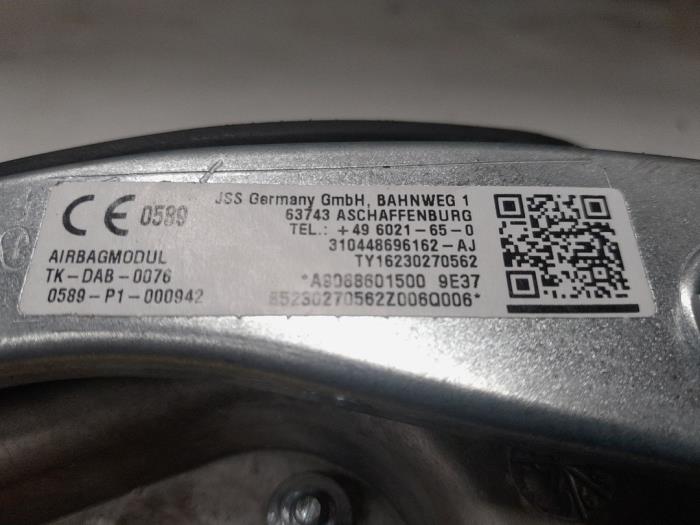 CE 0589
AIRBAGMODUL
TK-DAB-0076
0589-P1-000942
JSS Germany GmbH, BAHNWEG 1
63743 ASCHAFFENBURG
TEL.: +49 6021-65-0
310448696162-AJ
TY16230270562
*A9088601500 9E37
85230270562Z006Q006*